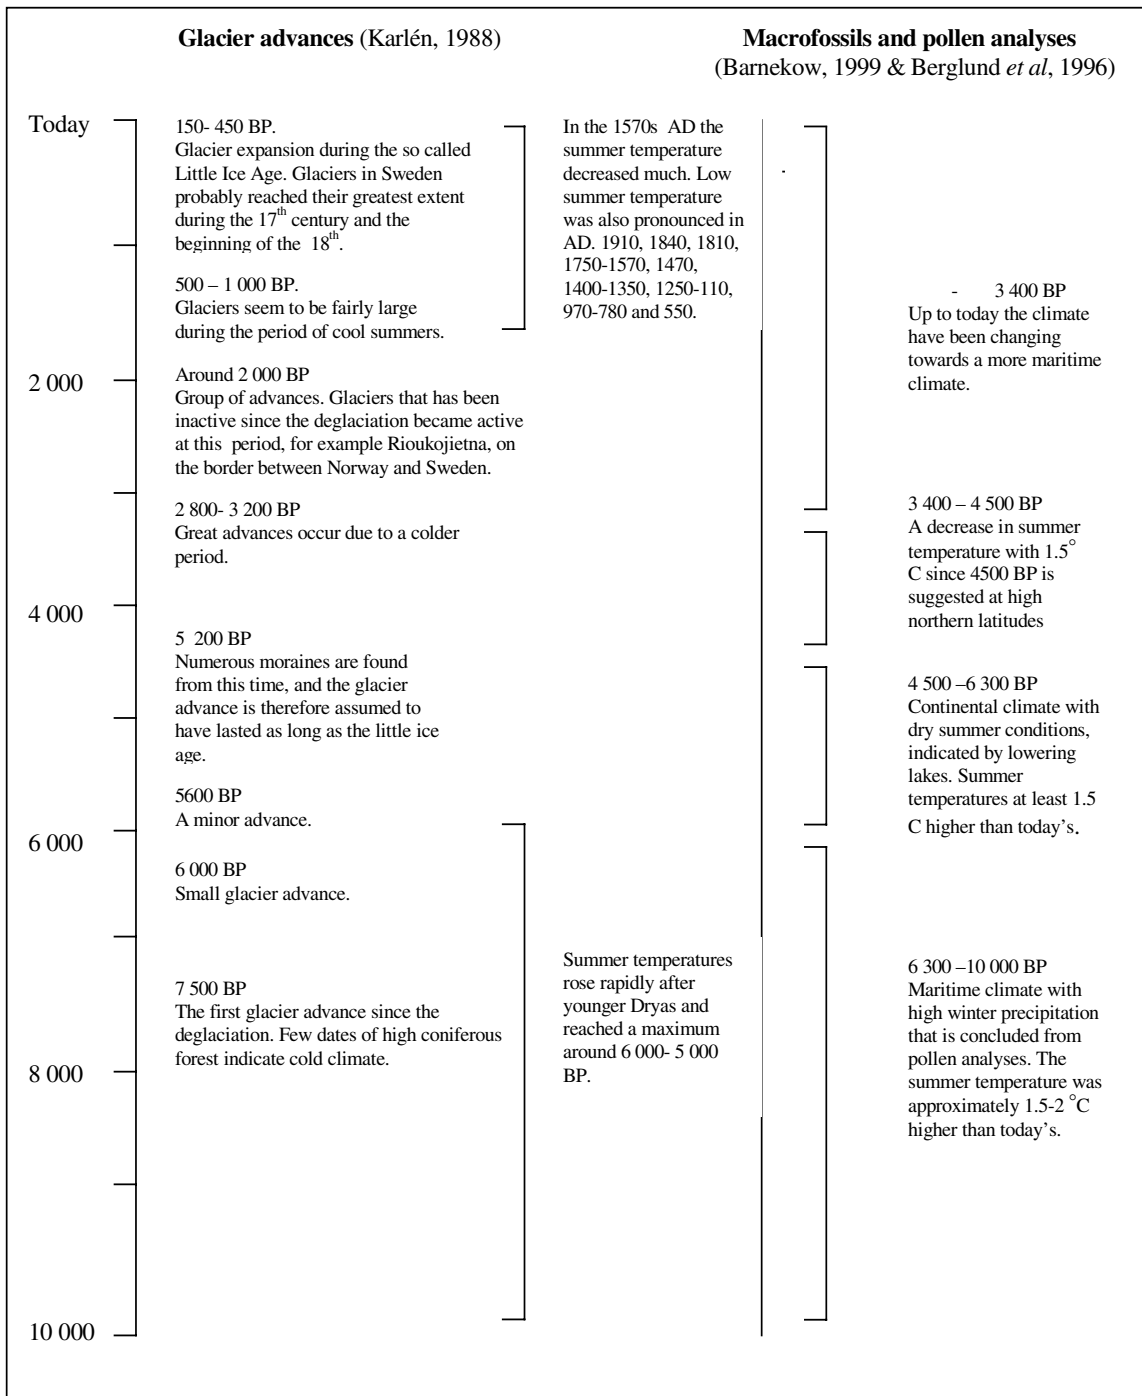 Glacier advances (Karlén, 1988)
Macrofossils and pollen analyses
(Barnekow, 1999 & Berglund et al, 1996)
Today
2 000
4 000
6 000
8 000
10 000
150- 450 BP.
Glacier expansion during the so called
Little Ice Age. Glaciers in Sweden
probably reached their greatest extent
during the 17th century and the
beginning of the 18th.
500 – 1 000 BP.
Glaciers seem to be fairly large
during the period of cool summers.
Around 2 000 BP
Group of advances. Glaciers that has been
inactive since the deglaciation became active
at this period, for example Rioukojietna, on
the border between Norway and Sweden.
2 800- 3 200 BP
Great advances occur due to a colder
period.
5 200 BP
Numerous moraines are found
from this time, and the glacier
advance is therefore assumed to
have lasted as long as the little ice
age.
5600 BP
A minor advance.
6 000 BP
Small glacier advance.
7 500 BP
The first glacier advance since the
deglaciation. Few dates of high coniferous
forest indicate cold climate.
In the 1570s AD the
summer temperature
decreased much. Low
summer temperature
was also pronounced in
AD. 1910, 1840, 1810,
1750-1570, 1470,
1400-1350, 1250-110,
970-780 and 550.
Summer temperatures
rose rapidly after
younger Dryas and
reached a maximum
around 6 000- 5 000
BP.
- 3 400 BP
Up to today the climate
have been changing
towards a more maritime
climate.
3 400 – 4 500 BP
A decrease in summer
temperature with 1.5°
C since 4500 BP is
suggested at high
northern latitudes
4 500 –6 300 BP
Continental climate with
dry summer conditions,
indicated by lowering
lakes. Summer
temperatures at least 1.5
C higher than today's.
6 300 –10 000 BP
Maritime climate with
high winter precipitation
that is concluded from
pollen analyses. The
summer temperature was
approximately 1.5-2 °C
higher than today's.